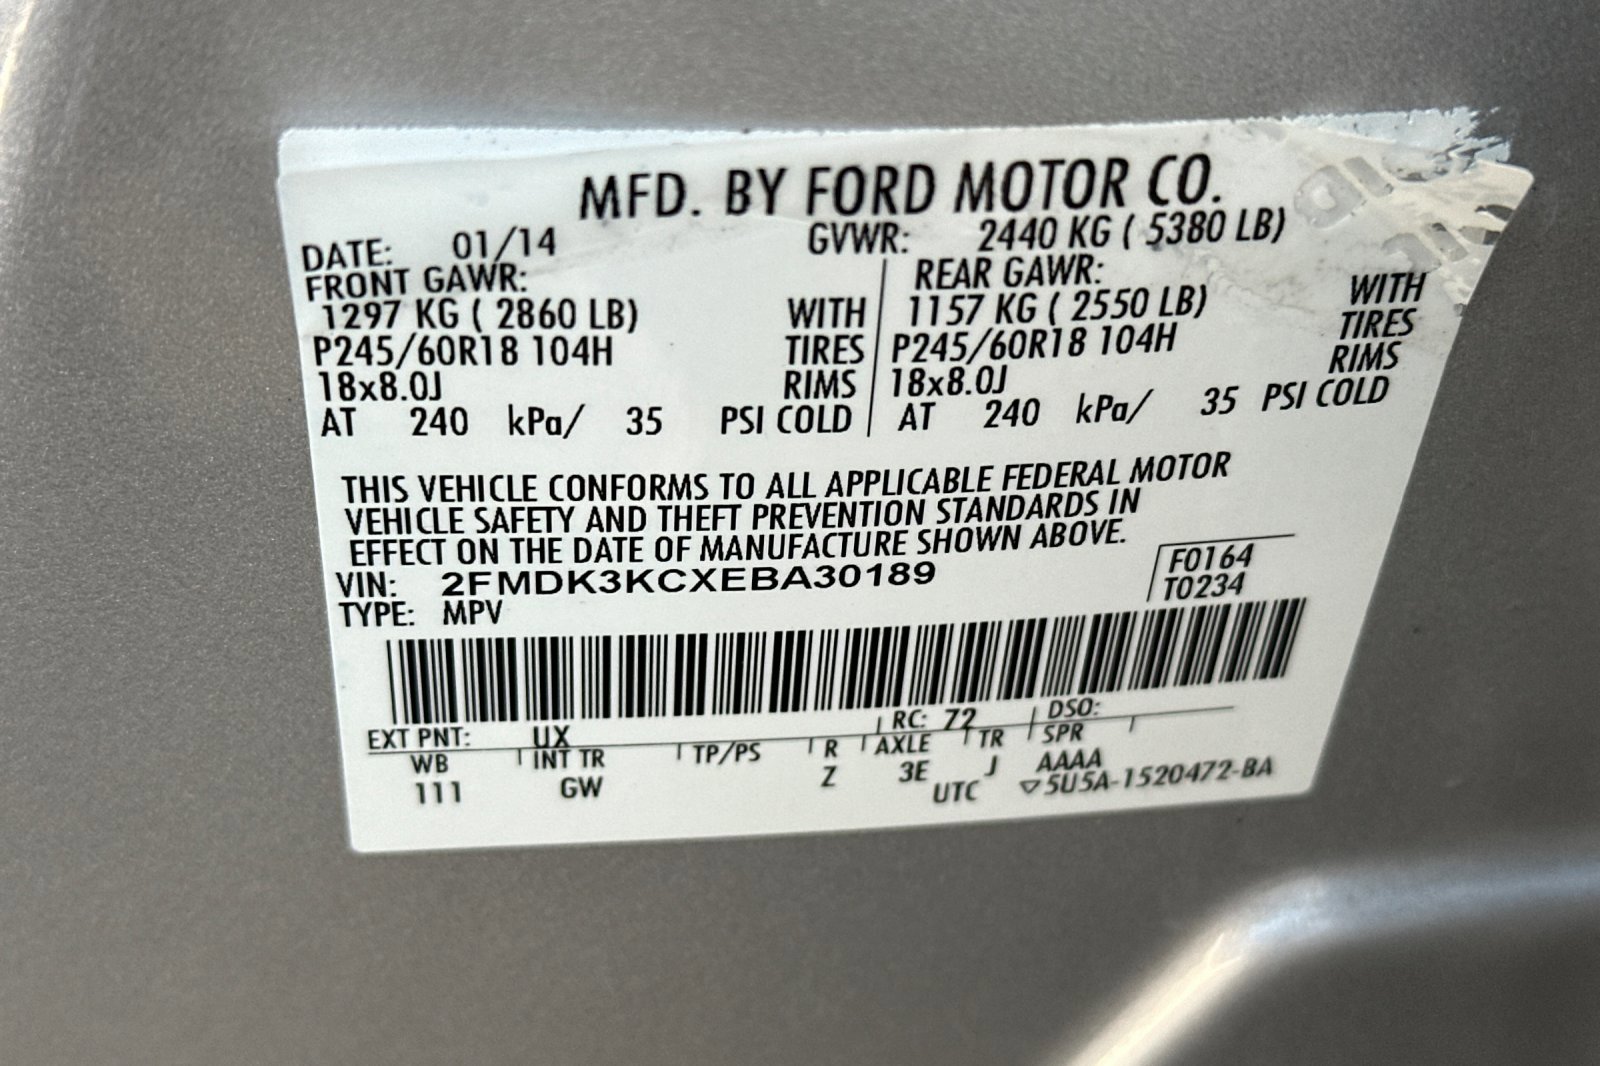 MFD. BY FORD MOTOR CO.
DATE: 01/14 GVWR: 2440 KG ( 5380 LB)
FRONT GAWR: REAR GAWR:
1297 KG ( 2860 LB) WITH 1157 KG ( 2550 LB) WITH
P245/60R18 104H TIRES P245/60R18 104H TIRES
18x8.0J RIMS 18x8.0J RIMS
AT 240 kPa/ 35 PSI COLD AT 240 kPa/ 35 PSI COLD
THIS VEHICLE CONFORMS TO ALL APPLICABLE FEDERAL MOTOR
VEHICLE SAFETY AND THEFT PREVENTION STANDARDS IN
EFFECT ON THE DATE OF MANUFACTURE SHOWN ABOVE.
VIN: 2FMDK3KCXEBA30189 F0164
TYPE: MPV T0234
EXT PNT: UX RC: 72 DSO:
WB INT TR TP/PS R AXLE TR SPR
111 GW Z 3E J AAAA
UTC ▽5U5A-1520472-BA